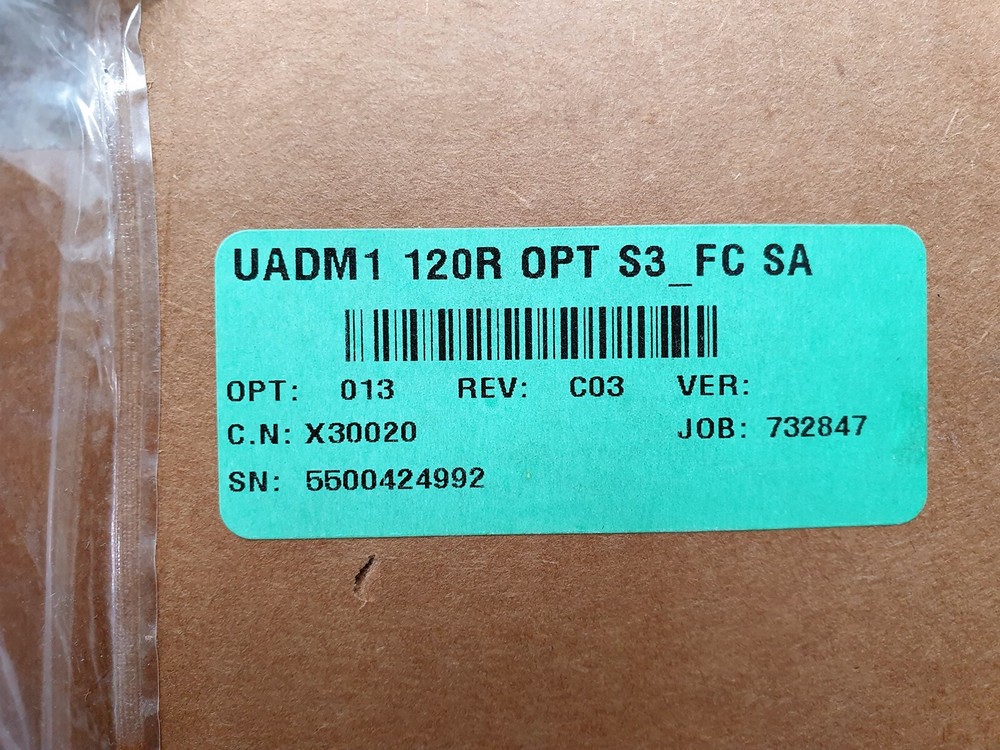 UADM1 120R OPT S3_FC SA
OPT: 013 REV: C03 VER:
C.N: X30020 JOB: 732847
SN: 5500424992